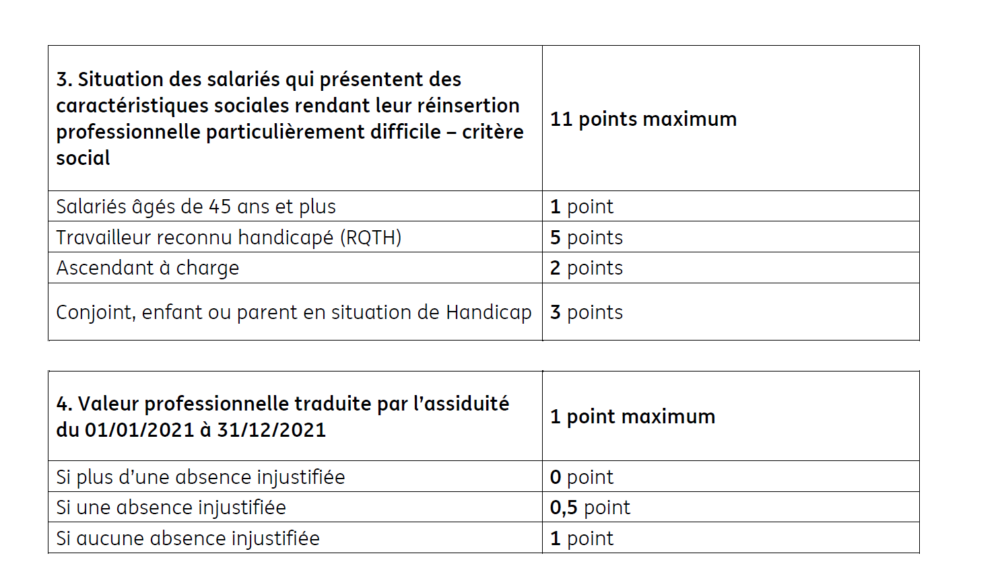 3. Situation des salariés qui présentent des
caractéristiques sociales rendant leur réinsertion
professionnelle particulièrement difficile – critère
social
11 points maximum
Salariés âgés de 45 ans et plus
1 point
Travailleur reconnu handicapé (RQTH)
5 points
Ascendant à charge
2 points
Conjoint, enfant ou parent en situation de Handicap
3 points
4. Valeur professionnelle traduite par l’assiduité
du 01/01/2021 à 31/12/2021
1 point maximum
Si plus d’une absence injustifiée
0 point
Si une absence injustifiée
0,5 point
Si aucune absence injustifiée
1 point